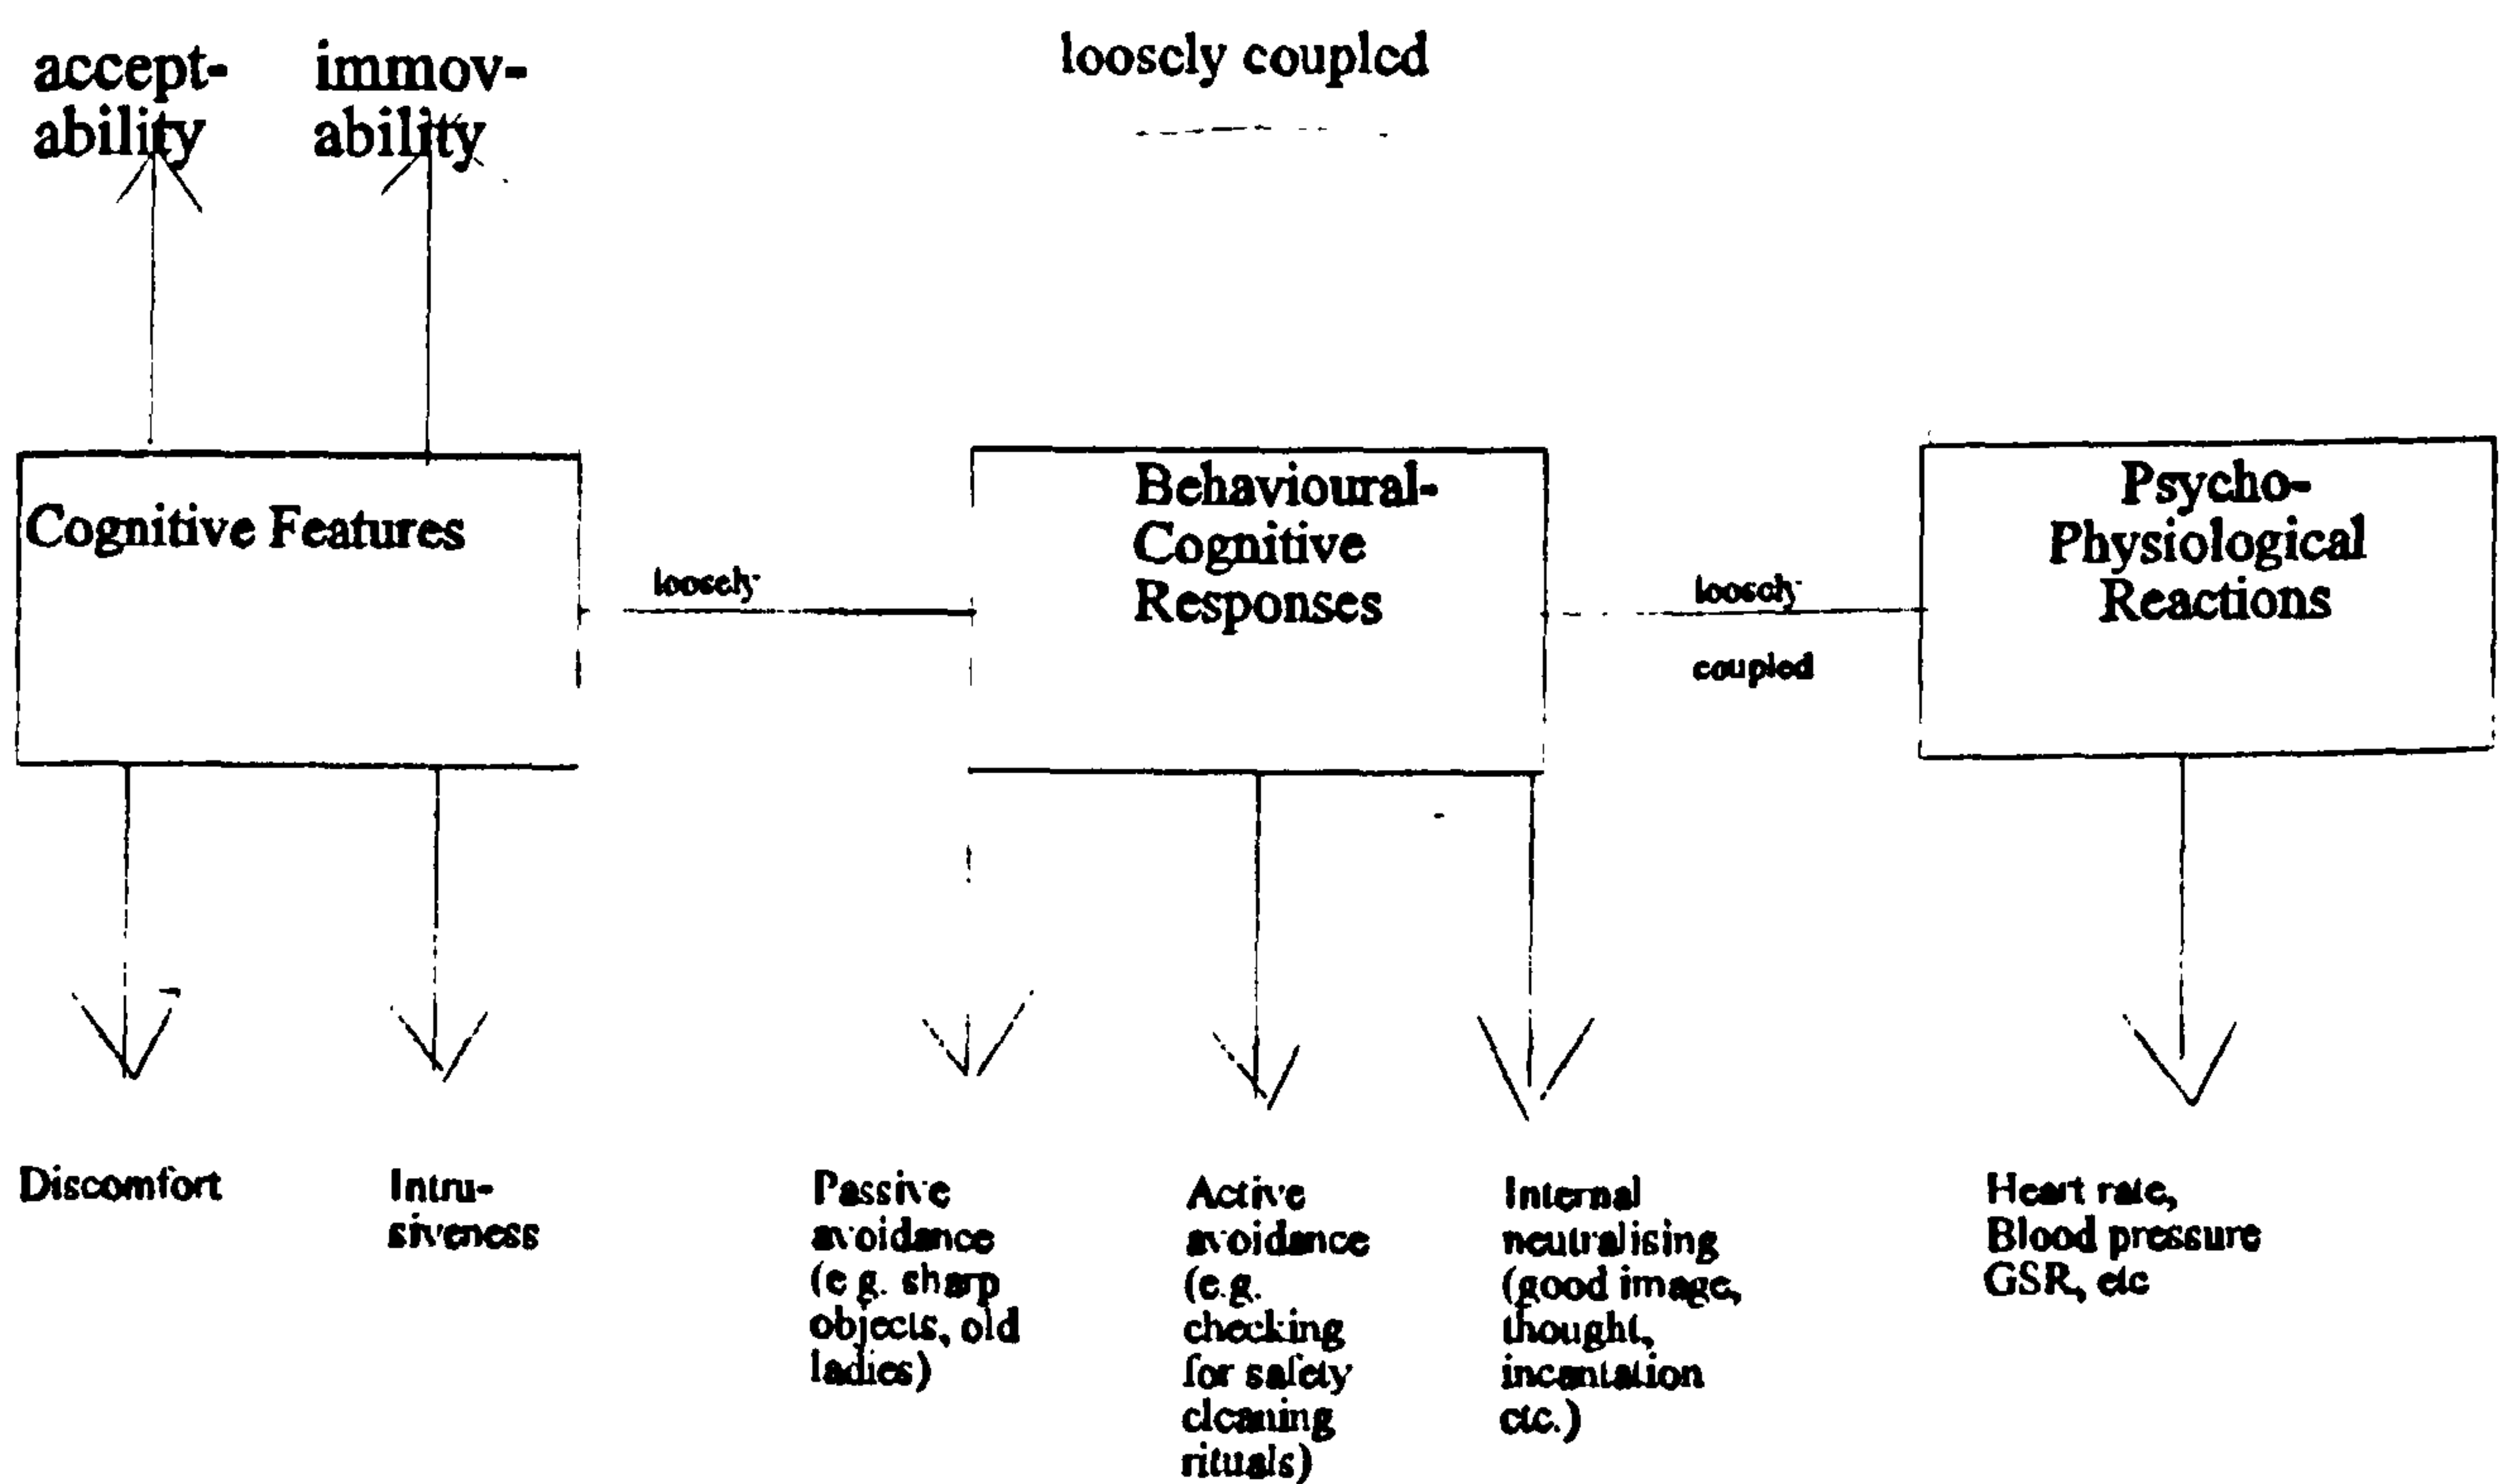 accept-
ability
immov-
ability
loosely coupled
Cognitive Features
loosely
Behavioural-
Cognitive
Responses
loosely
coupled
Psycho-
Physiological
Reactions
Discomfort
Intru-
siveness
Passive
avoidance
(e.g. sharp
objects, old
ladies)
Active
avoidance
(e.g.
checking
for safety
cleaning
rituals)
Internal
neutralising
(good image,
thought,
incantation
etc.)
Heart rate,
Blood pressure
GSR, etc